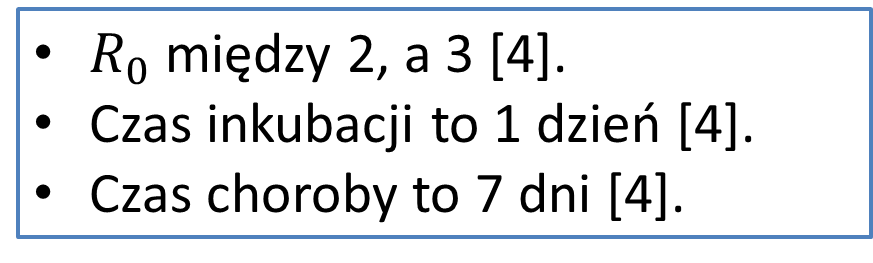 • R₀ między 2, a 3 [4].
• Czas inkubacji to 1 dzień [4].
• Czas choroby to 7 dni [4].